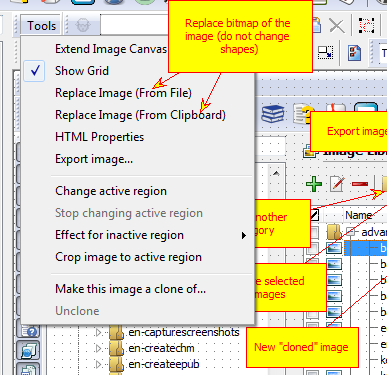 Tools
Replace bitmap of the
image (do not change
shapes)
Extend Image Canvas
Show Grid
Replace Image (From File)
Replace Image (From Clipboard)
HTML Properties
Export image...
Export image
Image Lib
Change active region
Stop changing active region
Effect for inactive region
Crop image to active region
Make this image a clone of...
Unclone
Name
advan
nother
gory
e selected
mages
New "cloned" image
en-capturescreenshots
en-createchm
en-createepub